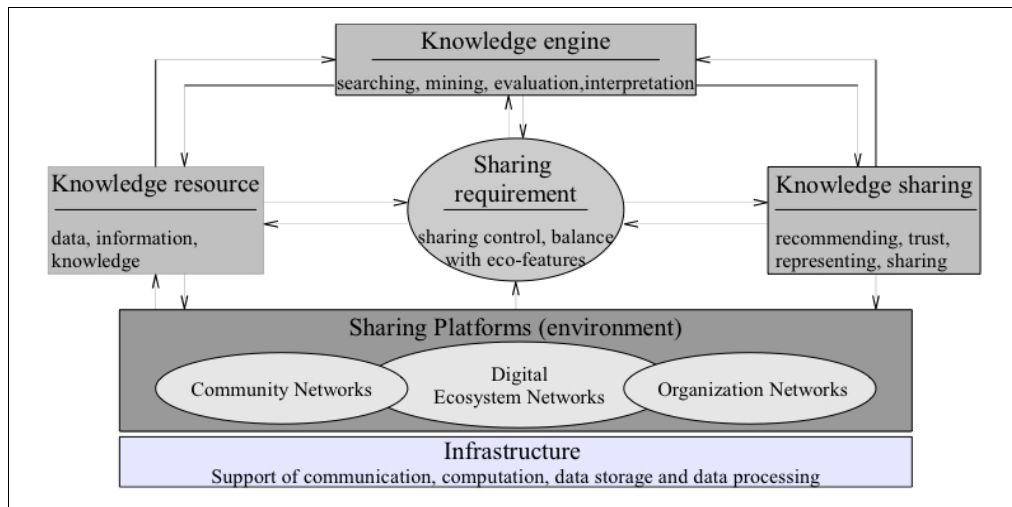 Knowledge engine
searching, mining, evaluation,interpretation
Knowledge resource
data, information,
knowledge
Sharing
requirement
sharing control, balance
with eco-features
Knowledge sharing
recommending, trust,
representing, sharing
Sharing Platforms (environment)
Community Networks
Digital
Ecosystem Networks
Organization Networks
Infrastructure
Support of communication, computation, data storage and data processing